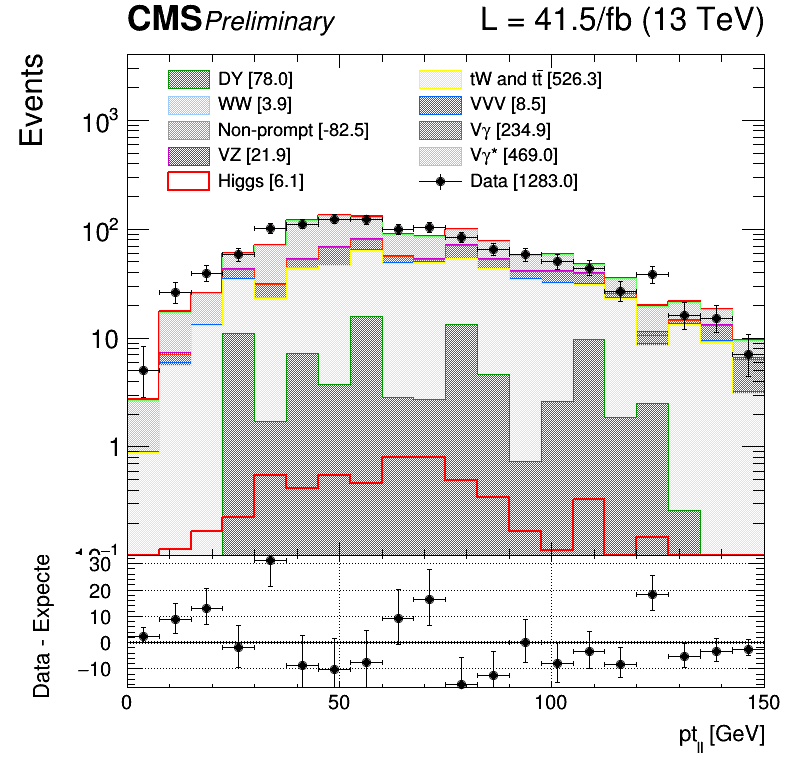 CMS Preliminary L = 41.5/fb (13 TeV)
Events
DY [78.0] tW and tt̄ [526.3]
WW [3.9] VVV [8.5]
Non-prompt [-82.5] Vγ [234.9]
VZ [21.9] Vγ* [469.0]
Higgs [6.1] Data [1283.0]
10³
10²
10
1
Data - Expecte
30
20
10
0
−10
0 50 100 150
pt_ll [GeV]